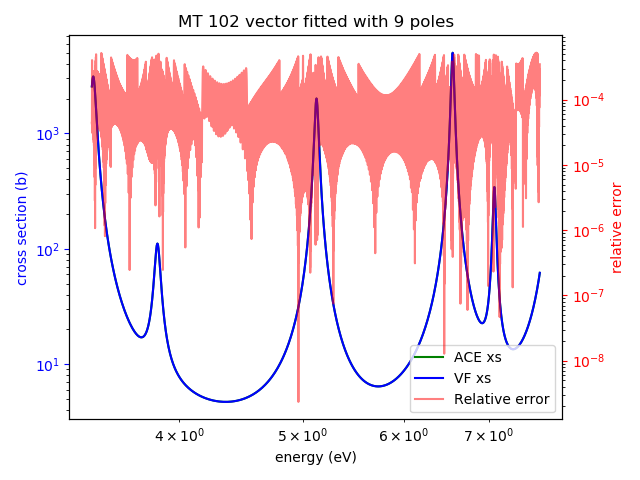 MT 102 vector fitted with 9 poles
cross section (b)
10³
10²
10¹
10⁻⁴
10⁻⁵
10⁻⁶
10⁻⁷
10⁻⁸
relative error
ACE xs
VF xs
Relative error
4 × 10⁰ 5 × 10⁰ 6 × 10⁰ 7 × 10⁰
energy (eV)